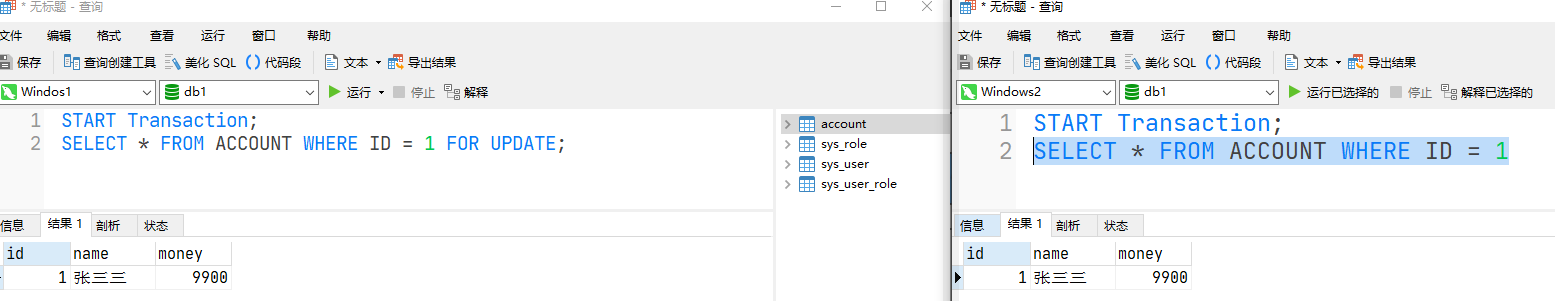 * 无标题 - 查询
文件 编辑 格式 查看 运行 窗口 帮助
保存 查询创建工具 美化 SQL () 代码段 文本 导出结果
Windos1 db1 运行 停止 解释
1 START Transaction;
2 SELECT * FROM ACCOUNT WHERE ID = 1 FOR UPDATE;
account
sys_role
sys_user
sys_user_role
信息 结果 1 剖析 状态
id name money
1 张三三 9900
* 无标题 - 查询
文件 编辑 格式 查看 运行 窗口 帮助
保存 查询创建工具 美化 SQL () 代码段 文本 导出结果
Windows2 db1 运行已选择的 停止 解释已选择的
1 START Transaction;
2 SELECT * FROM ACCOUNT WHERE ID = 1
信息 结果 1 剖析 状态
id name money
1 张三三 9900